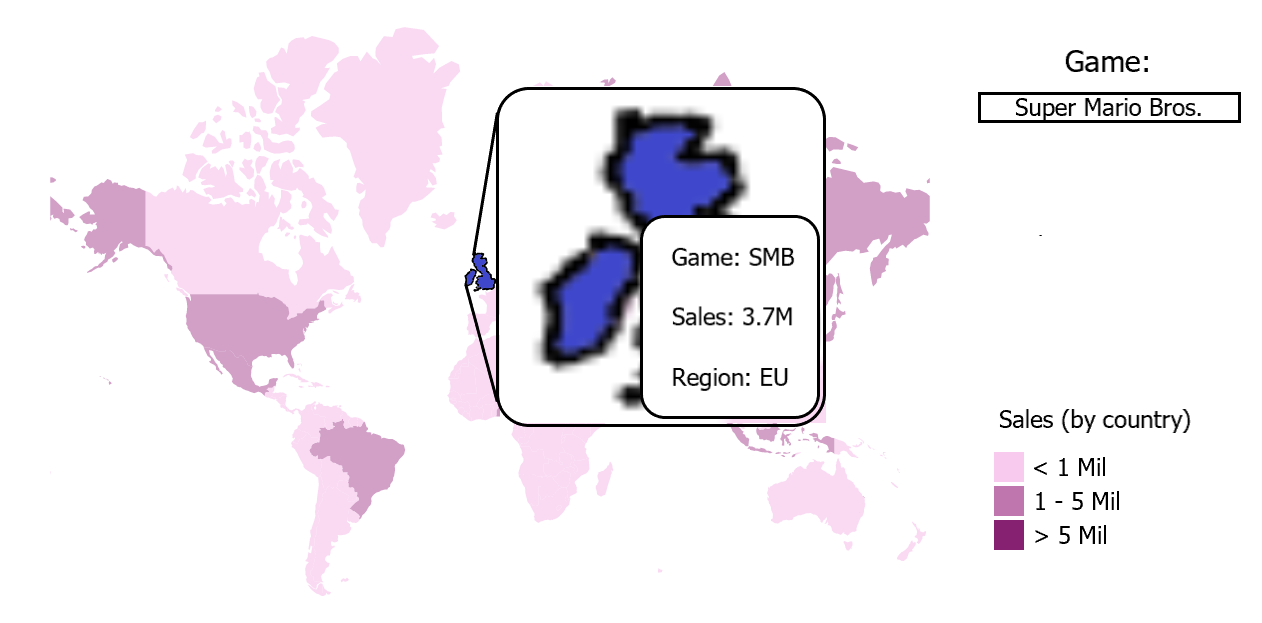 Game:
Super Mario Bros.
Game: SMB
Sales: 3.7M
Region: EU
Sales (by country)
< 1 Mil
1 - 5 Mil
> 5 Mil